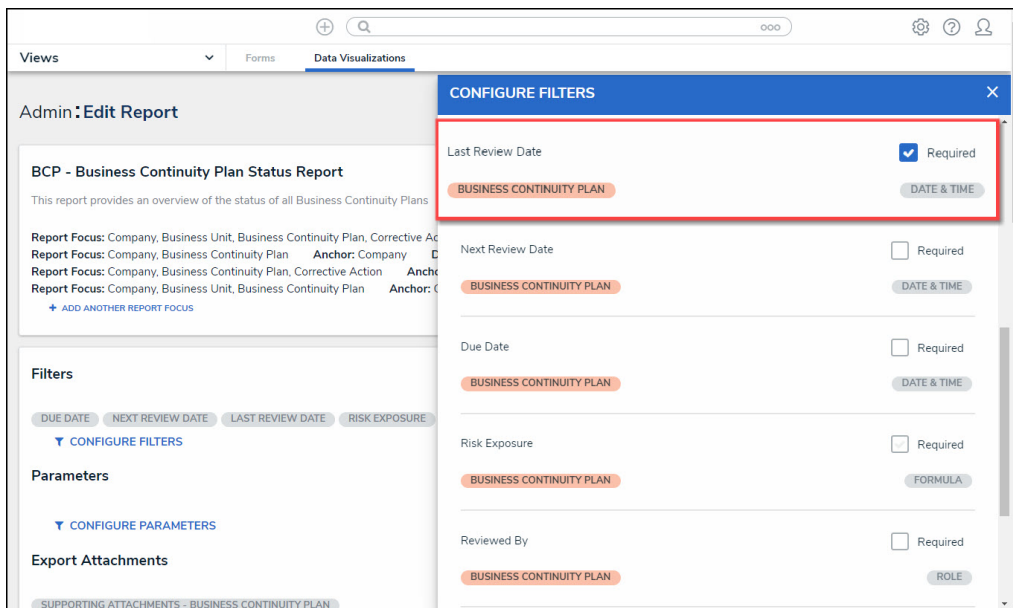 Views
Forms
Data Visualizations
Admin:Edit Report
BCP - Business Continuity Plan Status Report
This report provides an overview of the status of all Business Continuity Plans
Report Focus: Company, Business Unit, Business Continuity Plan, Corrective Ac
Report Focus: Company, Business Continuity Plan Anchor: Company D
Report Focus: Company, Business Continuity Plan, Corrective Action Ancho
Report Focus: Company, Business Unit, Business Continuity Plan Anchor: C
+ ADD ANOTHER REPORT FOCUS
Filters
DUE DATE NEXT REVIEW DATE LAST REVIEW DATE RISK EXPOSURE
CONFIGURE FILTERS
Parameters
CONFIGURE PARAMETERS
Export Attachments
SUPPORTING ATTACHMENTS - BUSINESS CONTINUITY PLAN
CONFIGURE FILTERS
Last Review Date Required
BUSINESS CONTINUITY PLAN DATE & TIME
Next Review Date Required
BUSINESS CONTINUITY PLAN DATE & TIME
Due Date Required
BUSINESS CONTINUITY PLAN DATE & TIME
Risk Exposure Required
BUSINESS CONTINUITY PLAN FORMULA
Reviewed By Required
BUSINESS CONTINUITY PLAN ROLE